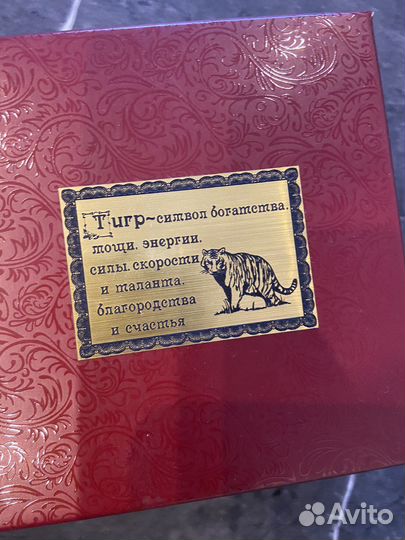 Тигр~символ богатства,
мощи, энергии,
силы, скорости
и таланта,
благородства
и счастья
Avito